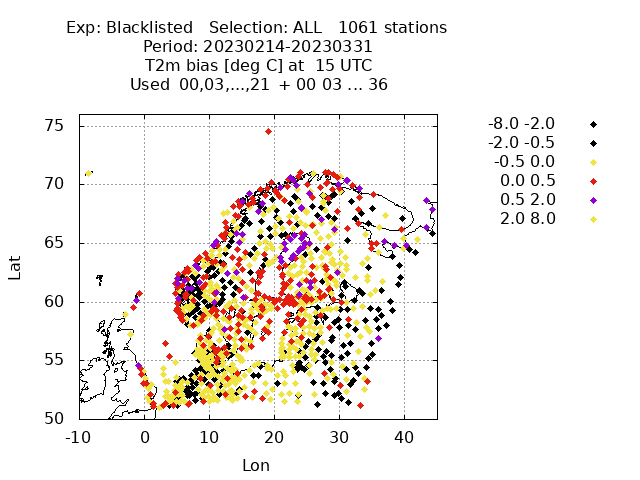 Exp: Blacklisted   Selection: ALL   1061 stations
Period: 20230214-20230331
T2m bias [deg C] at  15 UTC
Used  00,03,...,21  + 00 03 ... 36
75
70
65
60
55
50
-10 0 10 20 30 40
Lat
Lon
-8.0 -2.0
-2.0 -0.5
-0.5 0.0
0.0 0.5
0.5 2.0
2.0 8.0